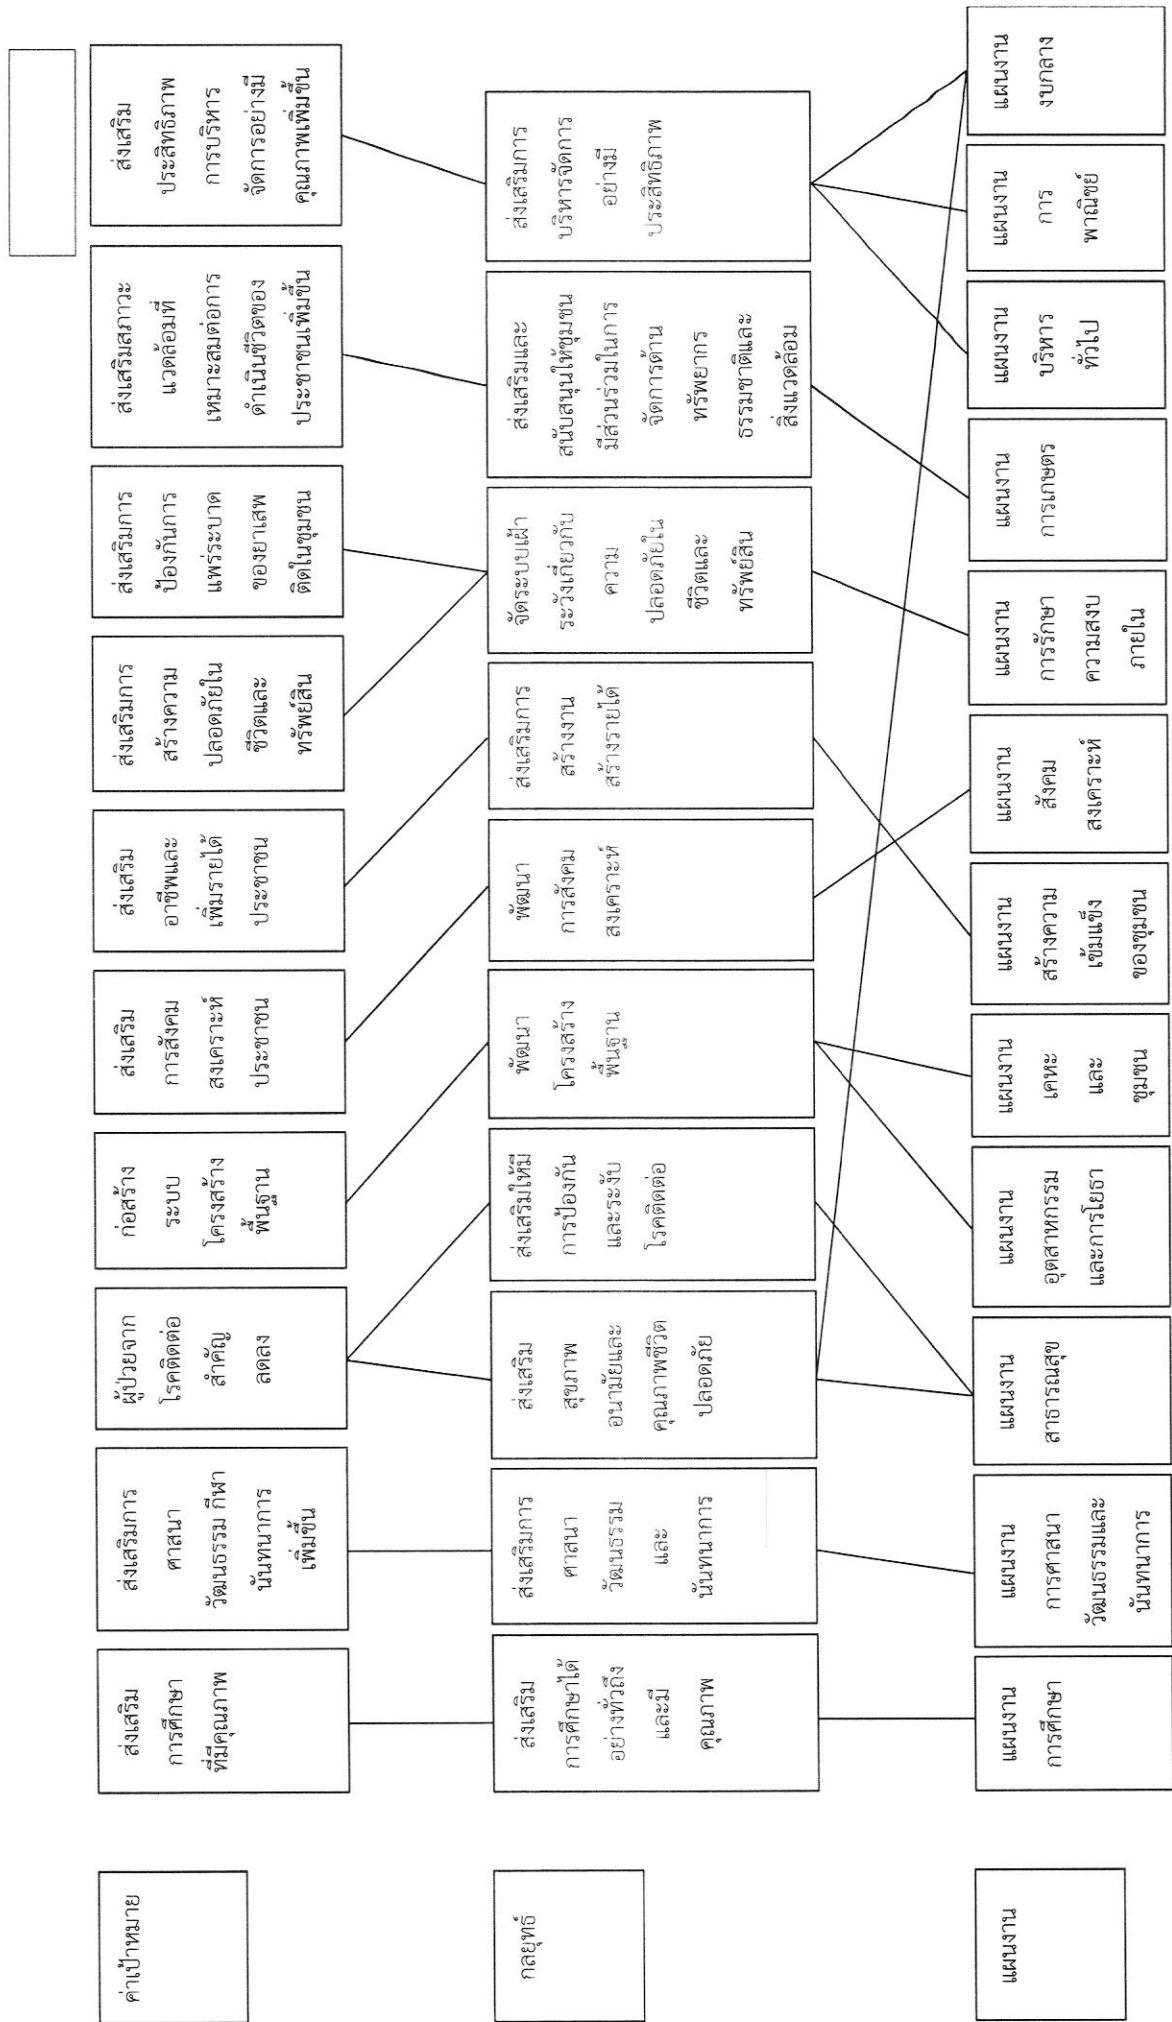 ค่าเป้าหมาย
ส่งเสริม
การศึกษา
ที่มีคุณภาพ
ส่งเสริมการ
ศาสนา
วัฒนธรรม กีฬา
นันทนาการ
เพิ่มขึ้น
ผู้ป่วยจาก
โรคติดต่อ
สำคัญ
ลดลง
ก่อสร้าง
ระบบ
โครงสร้าง
พื้นฐาน
ส่งเสริม
การสังคม
สงเคราะห์
ประชาชน
ส่งเสริม
อาชีพและ
เพิ่มรายได้
ประชาชน
ส่งเสริมการ
สร้างความ
ปลอดภัยใน
ชีวิตและ
ทรัพย์สิน
ส่งเสริมการ
ป้องกันการ
แพร่ระบาด
ของยาเสพ
ติดในชุมชน
ส่งเสริมสภาวะ
แวดล้อมที่
เหมาะสมต่อการ
ดำเนินชีวิตของ
ประชาชนเพิ่มขึ้น
ส่งเสริม
ประสิทธิภาพ
การบริหาร
จัดการอย่างมี
คุณภาพเพิ่มขึ้น
กลยุทธ์
ส่งเสริม
การศึกษาได้
อย่างทั่วถึง
และมี
คุณภาพ
ส่งเสริมการ
ศาสนา
วัฒนธรรม
และ
นันทนาการ
ส่งเสริม
สุขภาพ
อนามัยและ
คุณภาพชีวิต
ปลอดภัย
ส่งเสริมให้มี
การป้องกัน
และระงับ
โรคติดต่อ
พัฒนา
โครงสร้าง
พื้นฐาน
พัฒนา
การสังคม
สงเคราะห์
ส่งเสริมการ
สร้างงาน
สร้างรายได้
จัดระบบเฝ้า
ระวังเกี่ยวกับ
ความ
ปลอดภัยใน
ชีวิตและ
ทรัพย์สิน
ส่งเสริมและ
สนับสนุนให้ชุมชน
มีส่วนร่วมในการ
จัดการด้าน
ทรัพยากร
ธรรมชาติและ
สิ่งแวดล้อม
ส่งเสริมการ
บริหารจัดการ
อย่างมี
ประสิทธิภาพ
แผนงาน
แผนงาน
การศึกษา
แผนงาน
การศาสนา
วัฒนธรรมและ
นันทนาการ
แผนงาน
สาธารณสุข
แผนงาน
อุตสาหกรรม
และการโยธา
แผนงาน
เคหะ
และ
ชุมชน
แผนงาน
สร้างความ
เข้มแข็ง
ของชุมชน
แผนงาน
สังคม
สงเคราะห์
แผนงาน
การรักษา
ความสงบ
ภายใน
แผนงาน
การเกษตร
แผนงาน
บริหาร
ทั่วไป
แผนงาน
การ
พาณิชย์
แผนงาน
งบกลาง